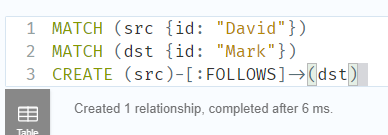 1 MATCH (src {id: "David"})
2 MATCH (dst {id: "Mark"})
3 CREATE (src)-[:FOLLOWS]->(dst)
Created 1 relationship, completed after 6 ms.
Table